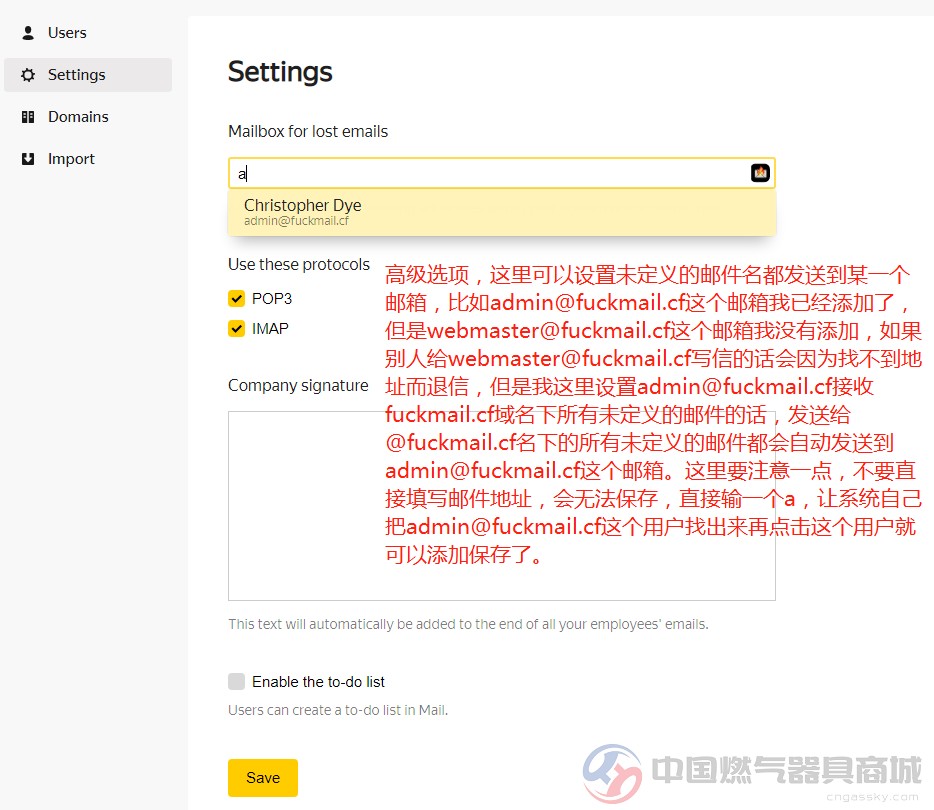 Users
Settings
Domains
Import
Settings
Mailbox for lost emails
a
Christopher Dye
admin@fuckmail.cf
Use these protocols
POP3
IMAP
高级选项，这里可以设置未定义的邮件名都发送到某一个
邮箱，比如admin@fuckmail.cf这个邮箱我已经添加了，
但是webmaster@fuckmail.cf这个邮箱我没有添加，如果
别人给webmaster@fuckmail.cf写信的话会因为找不到地
址而退信，但是我这里设置admin@fuckmail.cf接收
fuckmail.cf域名下所有未定义的邮件的话，发送给
@fuckmail.cf名下的所有未定义的邮件都会自动发送到
admin@fuckmail.cf这个邮箱。这里要注意一点，不要直
接填写邮件地址，会无法保存，直接输一个a，让系统自己
把admin@fuckmail.cf这个用户找出来再点击这个用户就
可以添加保存了。
Company signature
This text will automatically be added to the end of all your employees' emails.
Enable the to-do list
Users can create a to-do list in Mail.
Save
中国燃气器具商城
cngassky.com